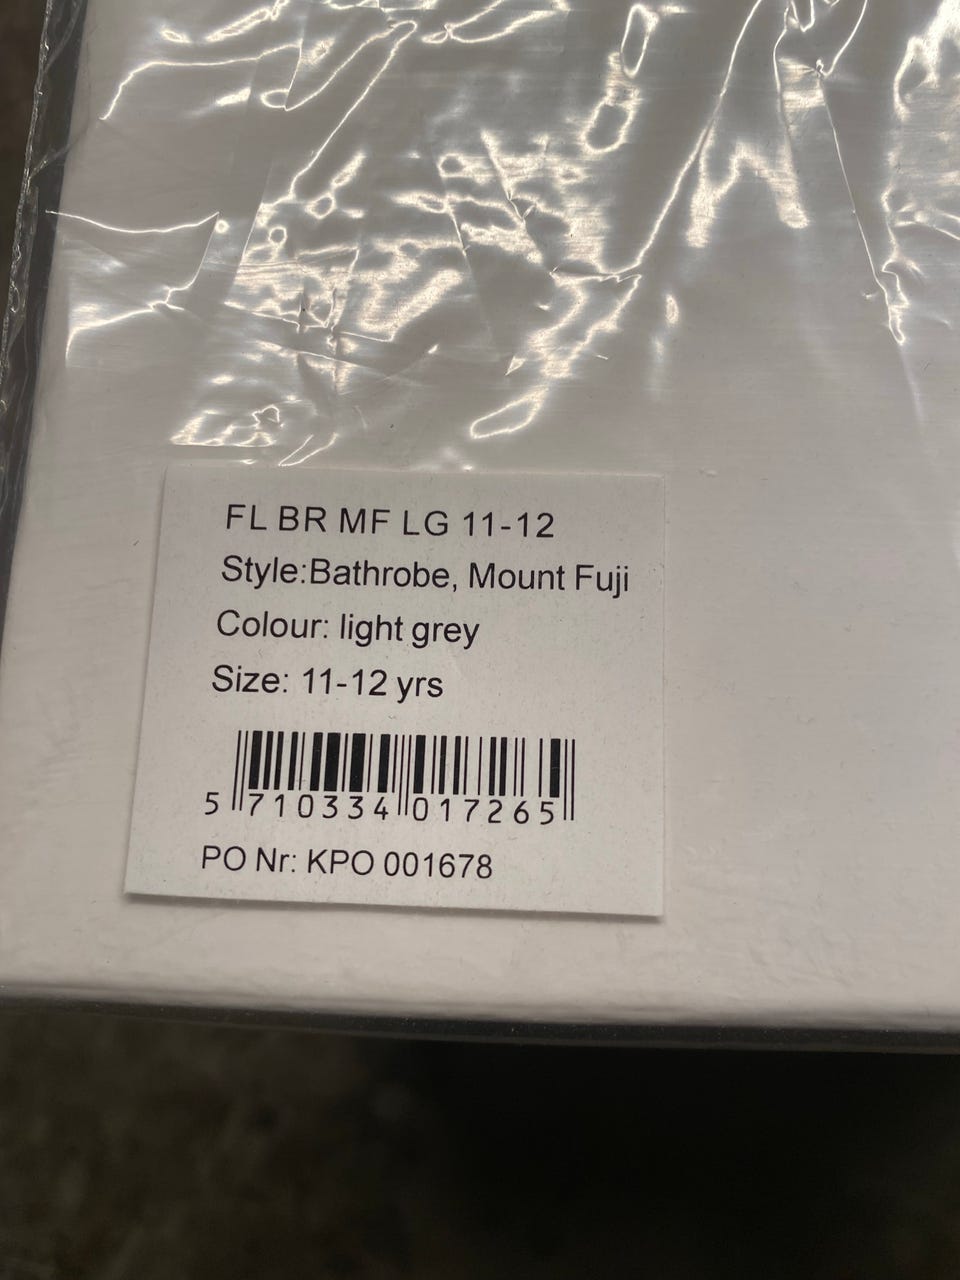 FL BR MF LG 11-12
Style:Bathrobe, Mount Fuji
Colour: light grey
Size: 11-12 yrs
5 710334 017265
PO Nr: KPO 001678